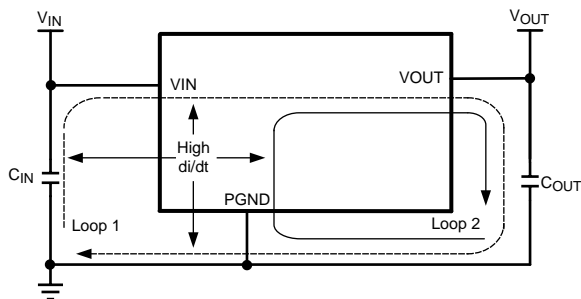 VIN
VOUT
VIN
VOUT
High
di/dt
CIN
COUT
PGND
Loop 1
Loop 2